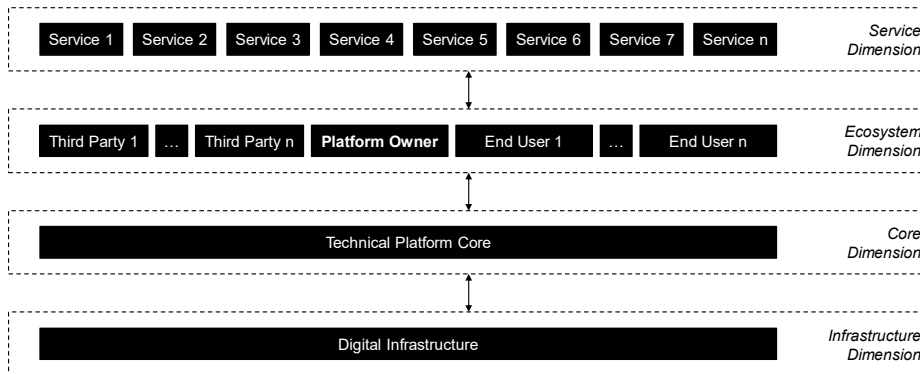 Service 1 Service 2 Service 3 Service 4 Service 5 Service 6 Service 7 Service n
Service
Dimension
Third Party 1 ... Third Party n Platform Owner End User 1 ... End User n
Ecosystem
Dimension
Technical Platform Core
Core
Dimension
Digital Infrastructure
Infrastructure
Dimension